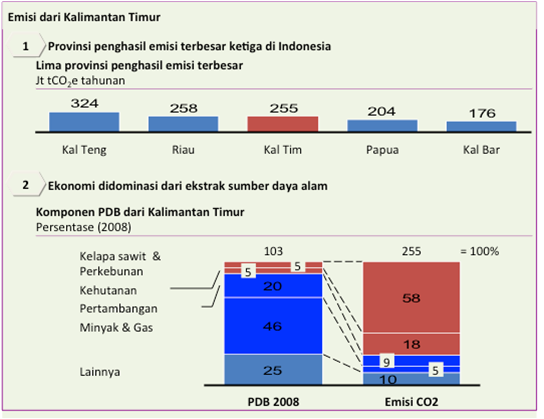 Emisi dari Kalimantan Timur
1 Provinsi penghasil emisi terbesar ketiga di Indonesia
Lima provinsi penghasil emisi terbesar
Jt tCO₂e tahunan
324 258 255 204 176
Kal Teng Riau Kal Tim Papua Kal Bar
2 Ekonomi didominasi dari ekstrak sumber daya alam
Komponen PDB dari Kalimantan Timur
Persentase (2008)
103 255 = 100%
Kelapa sawit &
Perkebunan
5 5
58
Kehutanan
20
Pertambangan
Minyak & Gas
46
18
9
5
Lainnya
25
10
PDB 2008 Emisi CO2